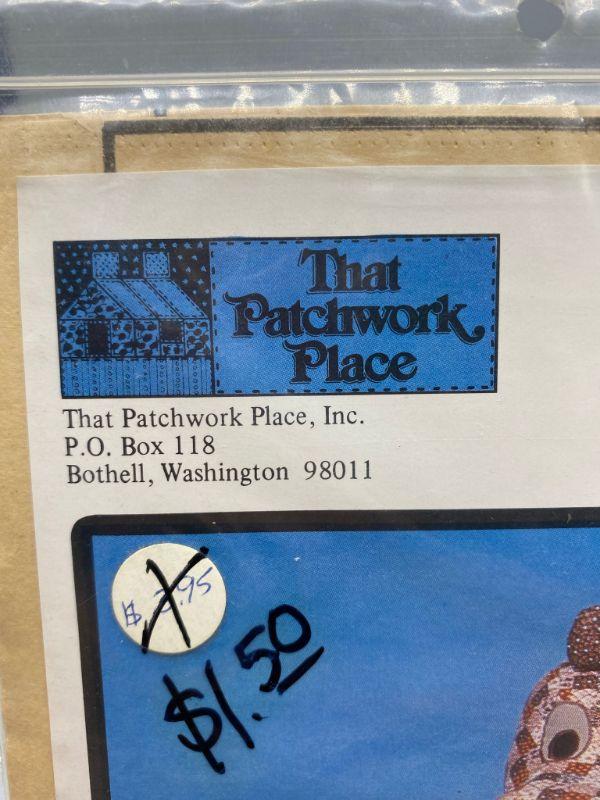 That
Patchwork
Place
That Patchwork Place, Inc.
P.O. Box 118
Bothell, Washington 98011
$1.50